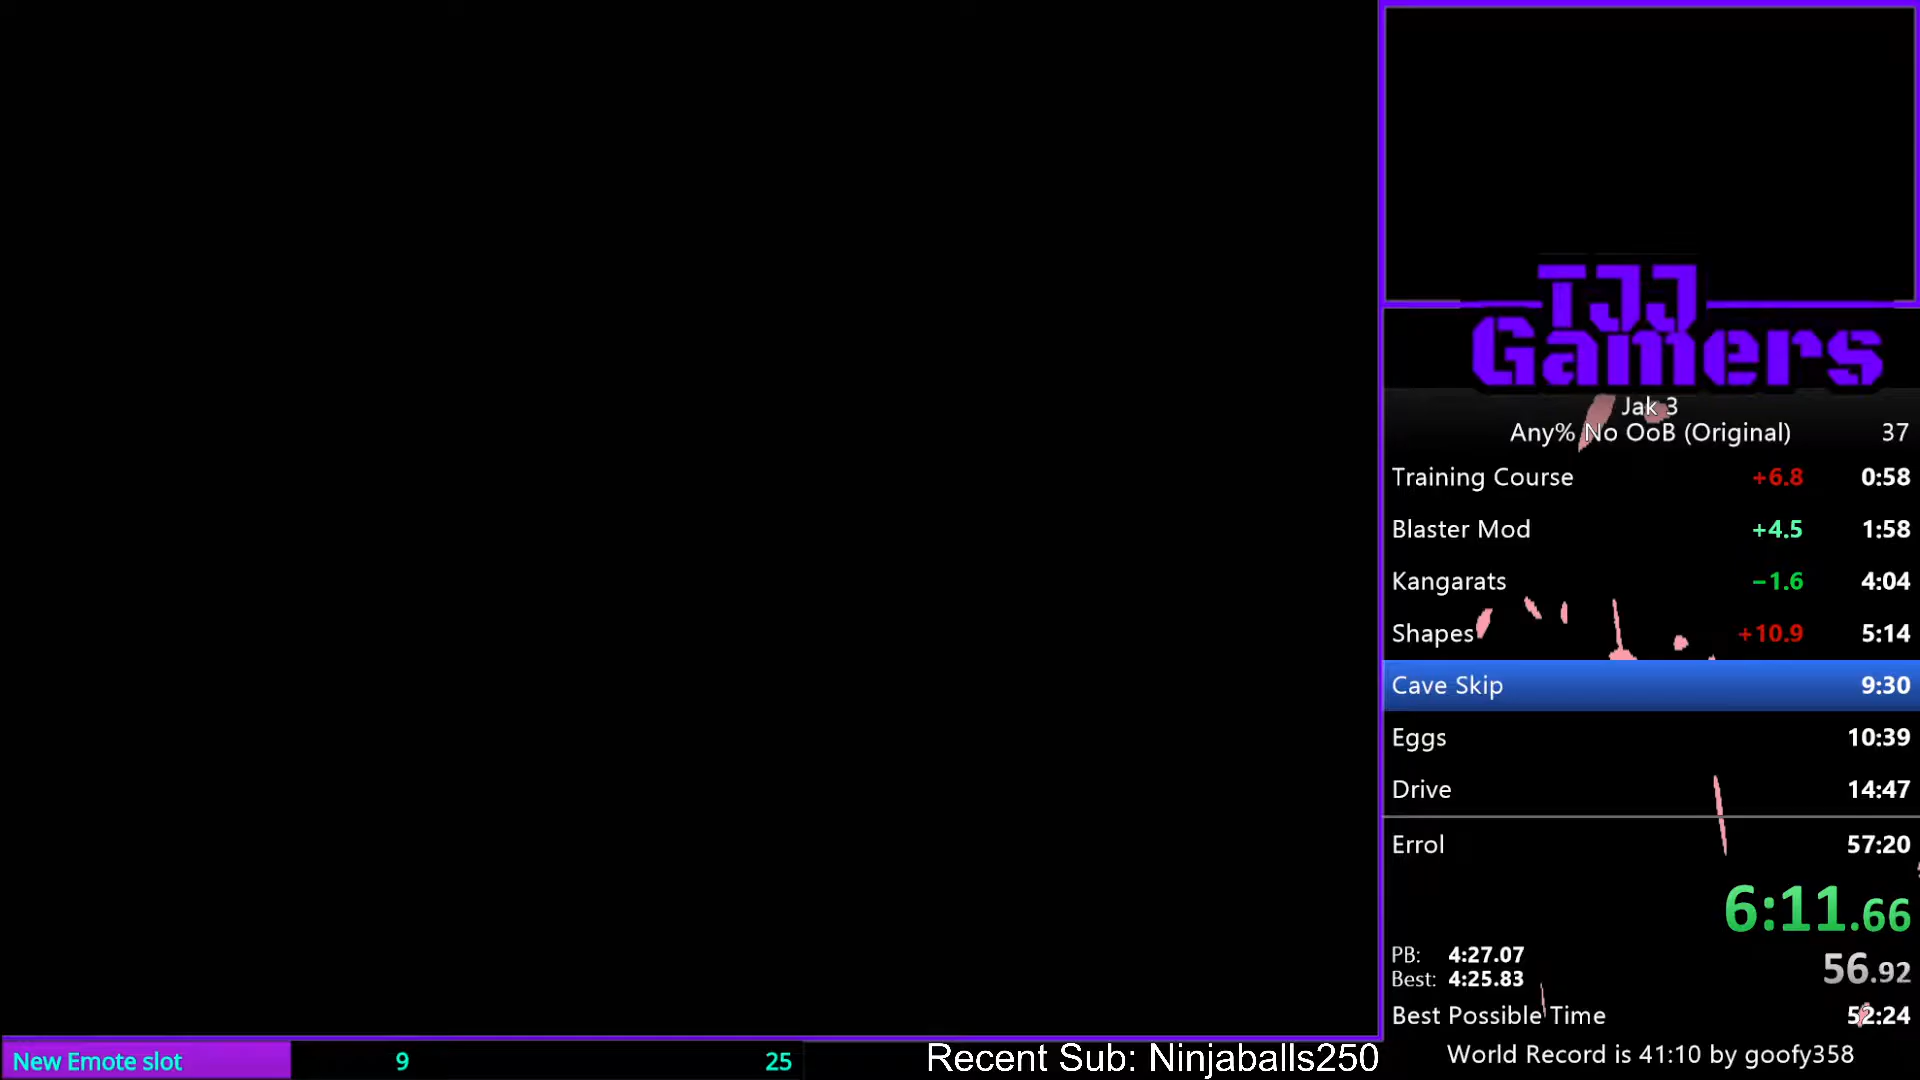 TJJ
Gamers
Jak 3
Any% No OoB (Original) 37
Training Course +6.8 0:58
Blaster Mod +4.5 1:58
Kangarats −1.6 4:04
Shapes +10.9 5:14
Cave Skip 9:30
Eggs 10:39
Drive 14:47
Errol 57:20
6:11.66
PB: 4:27.07
56.92
Best: 4:25.83
Best Possible Time 52:24
World Record is 41:10 by goofy358
New Emote slot 9 25 Recent Sub: Ninjaballs250